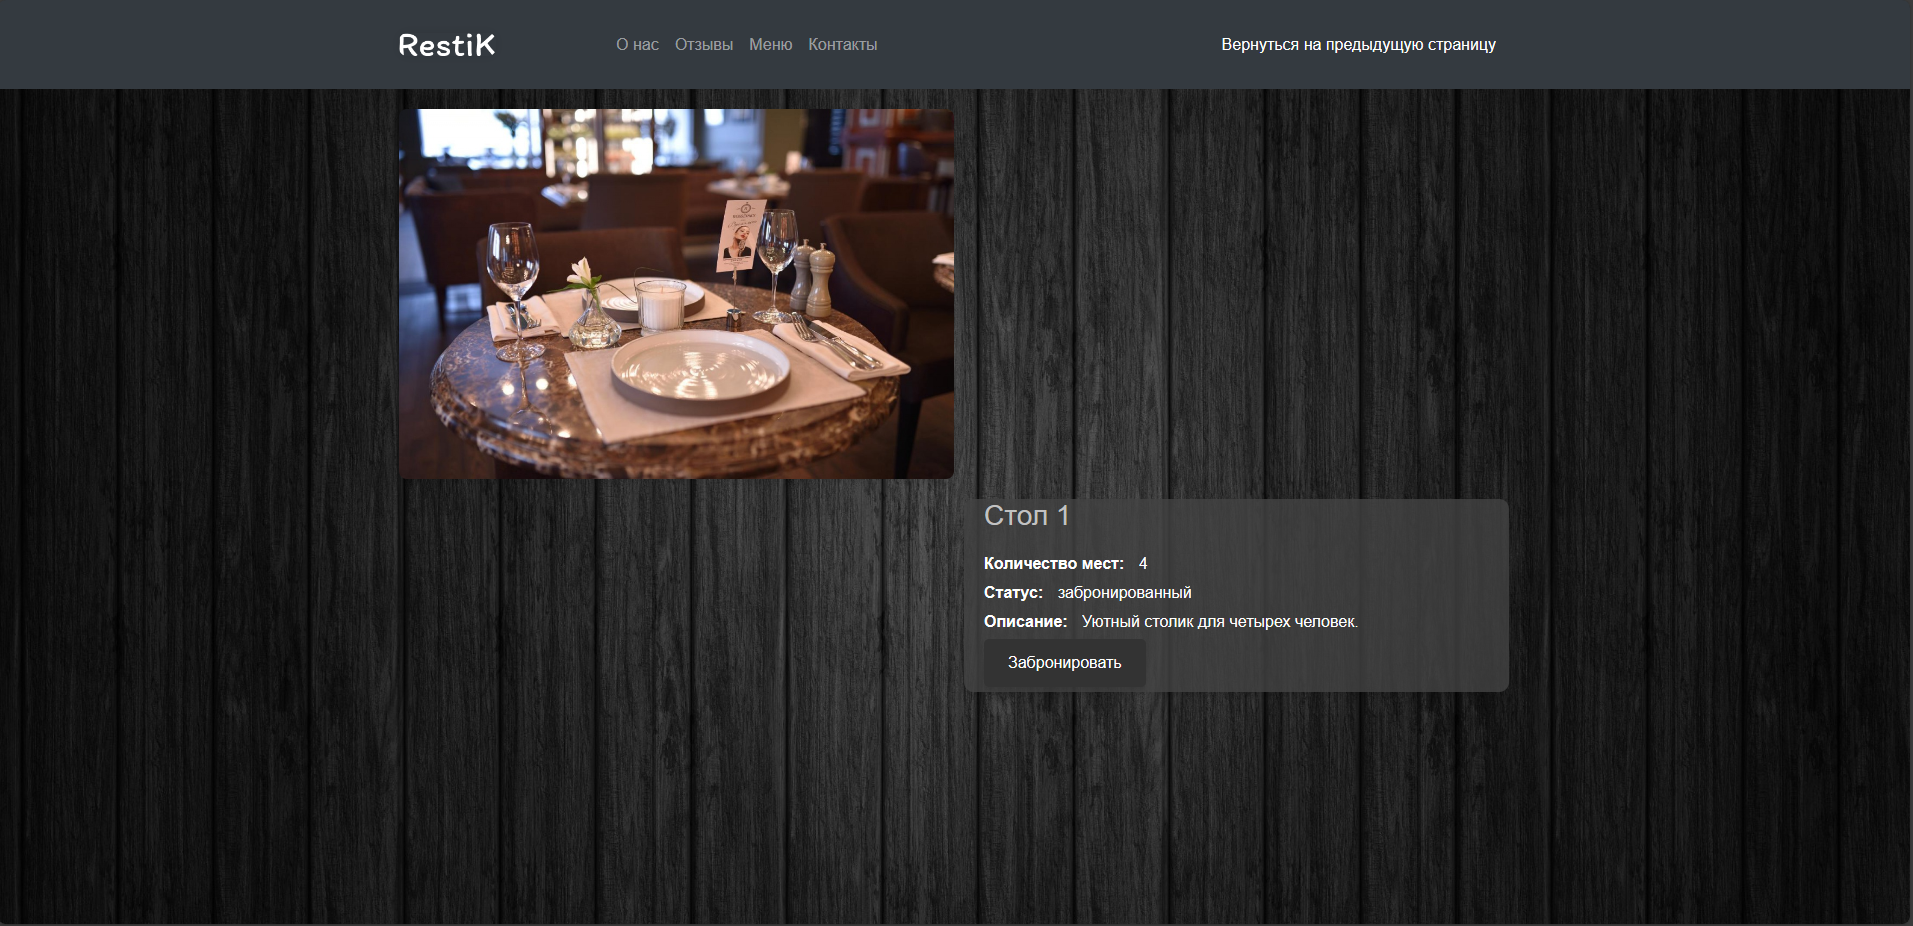 RestiK
О нас Отзывы Меню Контакты
Вернуться на предыдущую страницу
Стол 1
Количество мест: 4
Статус: забронированный
Описание: Уютный столик для четырех человек.
Забронировать